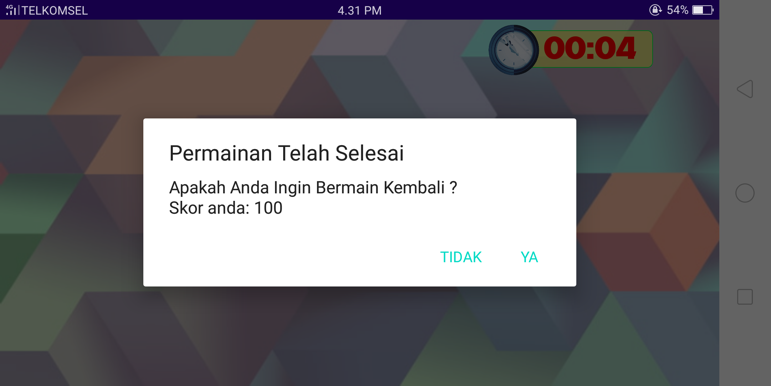 4G TELKOMSEL
4.31 PM
54%
00:04
Permainan Telah Selesai
Apakah Anda Ingin Bermain Kembali ?
Skor anda: 100
TIDAK
YA